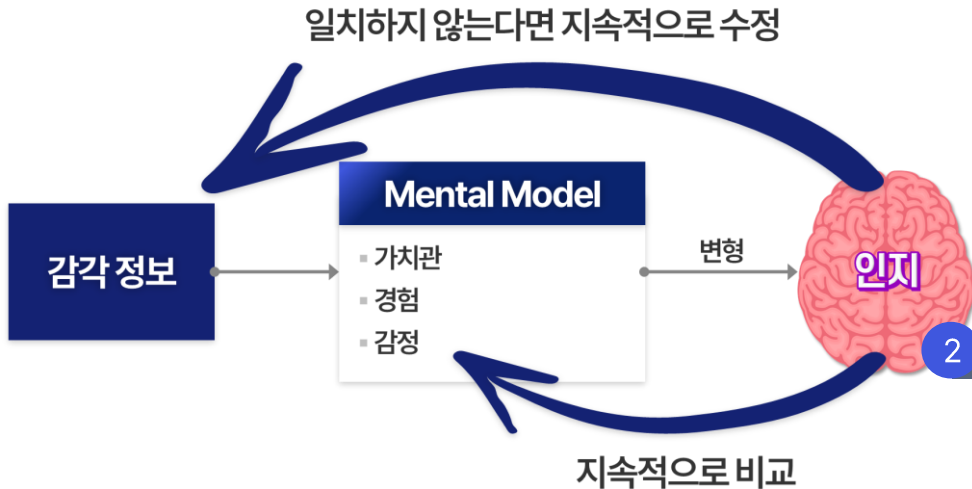 일치하지 않는다면 지속적으로 수정
감각 정보
Mental Model
가치관
경험
감정
변형
인지
2
지속적으로 비교